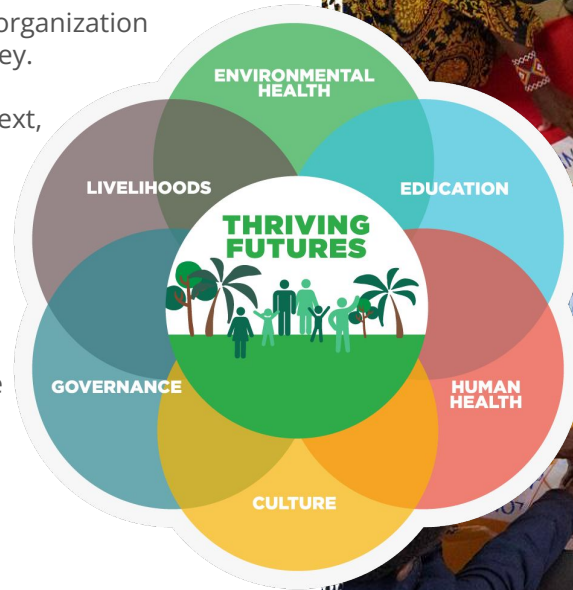 organization
ey.
ext,
e
ENVIRONMENTAL
HEALTH
LIVELIHOODS
EDUCATION
THRIVING
FUTURES
GOVERNANCE
HUMAN
HEALTH
CULTURE